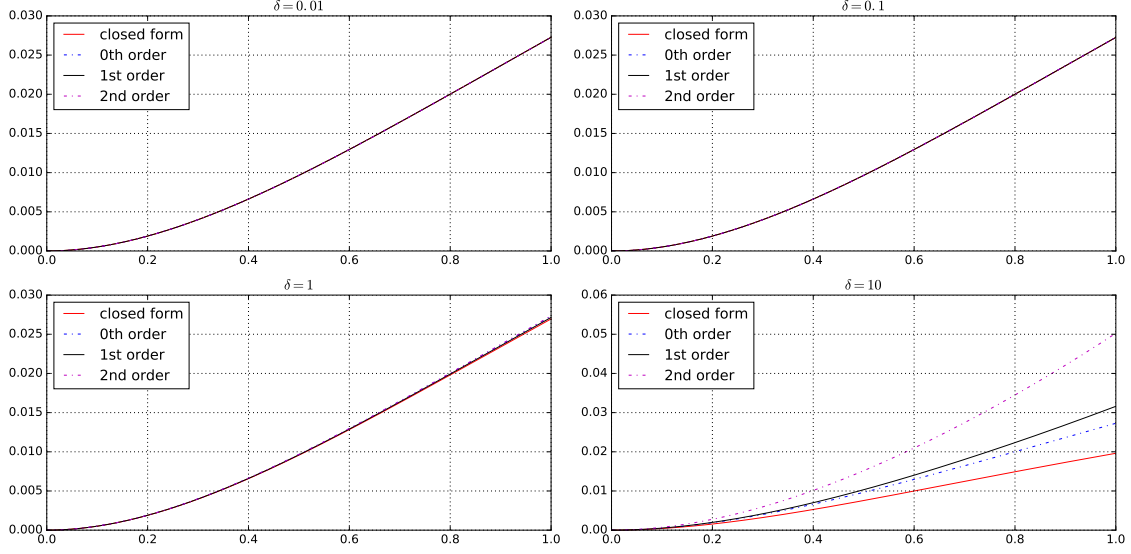 δ = 0.01
0.030
0.025
0.020
0.015
0.010
0.005
0.000
closed form
0th order
1st order
2nd order
0.0 0.2 0.4 0.6 0.8 1.0
δ = 0.1
0.030
0.025
0.020
0.015
0.010
0.005
0.000
closed form
0th order
1st order
2nd order
0.0 0.2 0.4 0.6 0.8 1.0
δ = 1
0.030
0.025
0.020
0.015
0.010
0.005
0.000
closed form
0th order
1st order
2nd order
0.0 0.2 0.4 0.6 0.8 1.0
δ = 10
0.06
0.05
0.04
0.03
0.02
0.01
0.00
closed form
0th order
1st order
2nd order
0.0 0.2 0.4 0.6 0.8 1.0